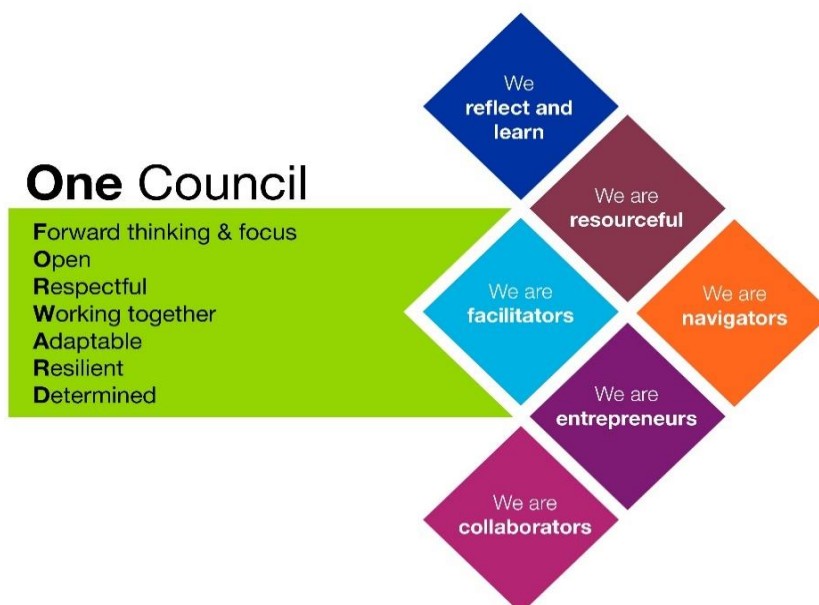 One Council
Forward thinking & focus
Open
Respectful
Working together
Adaptable
Resilient
Determined
We
reflect and
learn
We are
resourceful
We are
facilitators
We are
navigators
We are
entrepreneurs
We are
collaborators